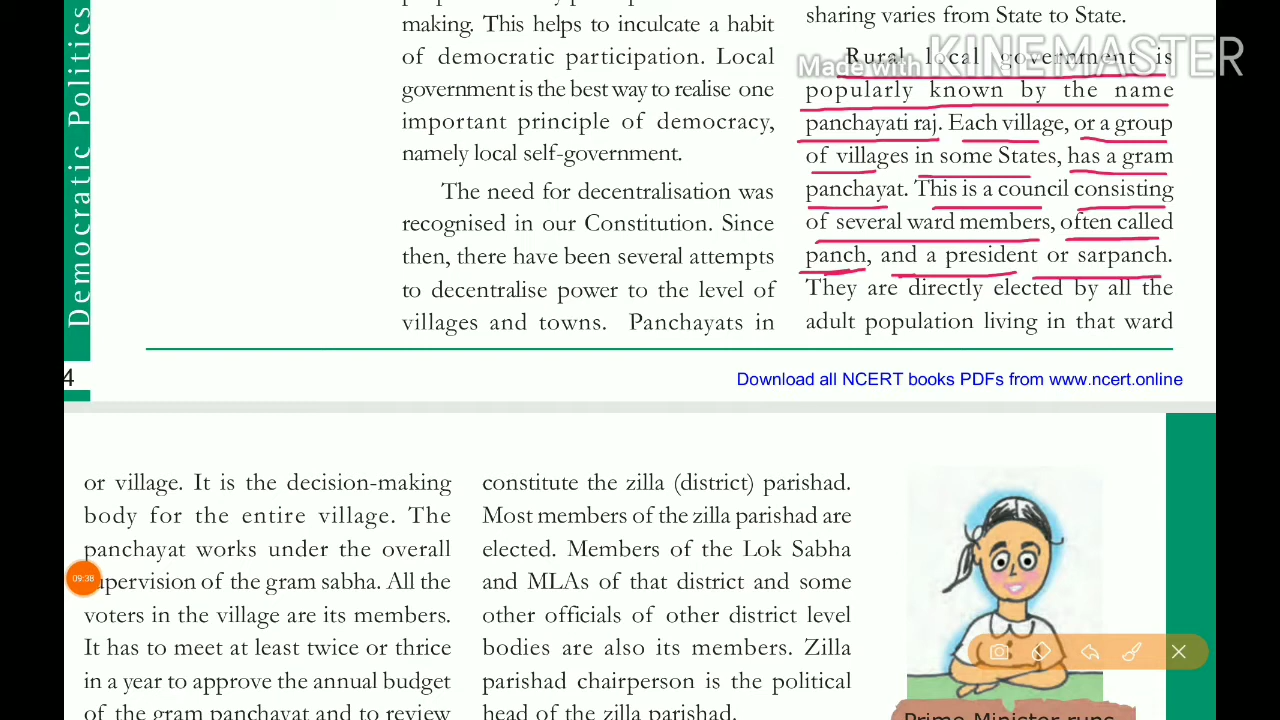 Democratic Politics
making. This helps to inculcate a habit
of democratic participation. Local
government is the best way to realise one
important principle of democracy,
namely local self-government.
The need for decentralisation was
recognised in our Constitution. Since
then, there have been several attempts
to decentralise power to the level of
villages and towns. Panchayats in
sharing varies from State to State.
Made with KINEMASTER
Rural local government is
popularly known by the name
panchayati raj. Each village, or a group
of villages in some States, has a gram
panchayat. This is a council consisting
of several ward members, often called
panch, and a president or sarpanch.
They are directly elected by all the
adult population living in that ward
4
Download all NCERT books PDFs from www.ncert.online
or village. It is the decision-making
body for the entire village. The
panchayat works under the overall
supervision of the gram sabha. All the
voters in the village are its members.
It has to meet at least twice or thrice
in a year to approve the annual budget
of the gram panchayat and to review
09:38
constitute the zilla (district) parishad.
Most members of the zilla parishad are
elected. Members of the Lok Sabha
and MLAs of that district and some
other officials of other district level
bodies are also its members. Zilla
parishad chairperson is the political
head of the zilla parishad.
Prime Minister runs